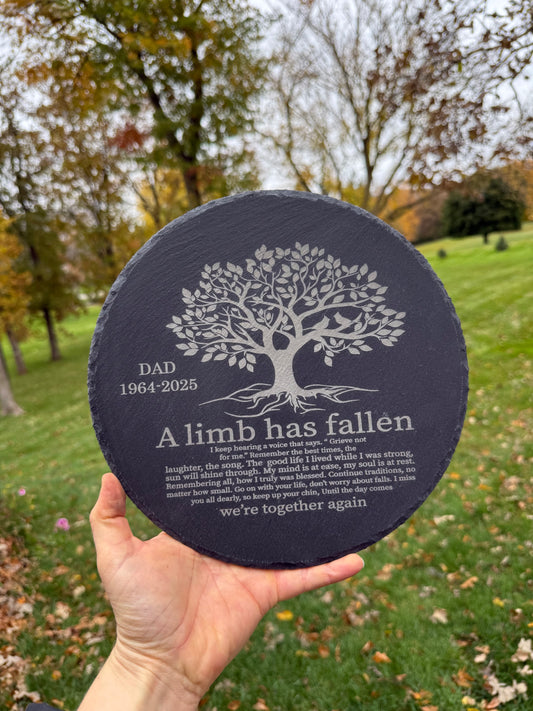 DAD
1964-2025
A limb has fallen
I keep hearing a voice that says. “ Grieve not
for me.” Remember the best times, the
laughter, the song. The good life I lived while I was strong,
sun will shine through. My mind is at ease, my soul is at rest.
Remembering all, how I truly was blessed. Continue traditions, no
matter how small. Go on with your life, don't worry about falls. I miss
you all dearly, so keep up your chin, Until the day comes
we're together again